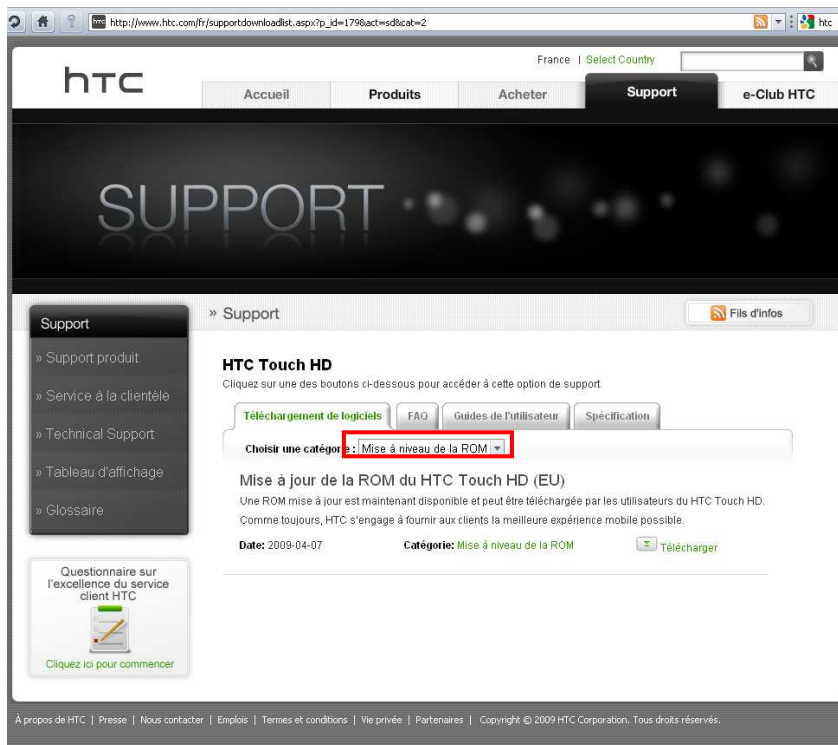 http://www.htc.com/fr/supportdownloadlist.aspx?p_id=179&act=sd&cat=2
htc
France | Select Country
hTC
Accueil Produits Acheter Support e-Club HTC
SUPPORT
Support
» Support produit
» Service à la clientèle
» Technical Support
» Tableau d'affichage
» Glossaire
Questionnaire sur
l'excellence du service
client HTC
Cliquez ici pour commencer
» Support
Fils d'infos
HTC Touch HD
Cliquez sur une des boutons ci-dessous pour accéder à cette option de support.
Téléchargement de logiciels FAQ Guides de l'utilisateur Spécification
Choisir une catégorie : Mise à niveau de la ROM
Mise à jour de la ROM du HTC Touch HD (EU)
Une ROM mise à jour est maintenant disponible et peut être téléchargée par les utilisateurs du HTC Touch HD.
Comme toujours, HTC s'engage à fournir aux clients la meilleure expérience mobile possible.
Date: 2009-04-07 Catégorie: Mise à niveau de la ROM Télécharger
À propos de HTC | Presse | Nous contacter | Emplois | Termes et conditions | Vie privée | Partenaires | Copyright © 2009 HTC Corporation. Tous droits réservés.